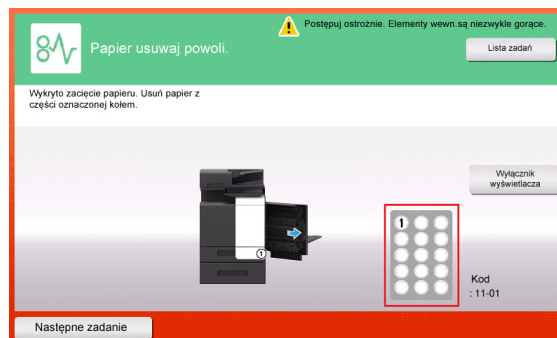 Postępuj ostrożnie. Elementy wewn.są niezwykle gorące.
Papier usuwaj powoli.
Lista zadań
Wykryto zacięcie papieru. Usuń papier z
części oznaczonej kołem.
Wyłącznik
wyświetlacza
1
1
Kod
: 11-01
Następne zadanie